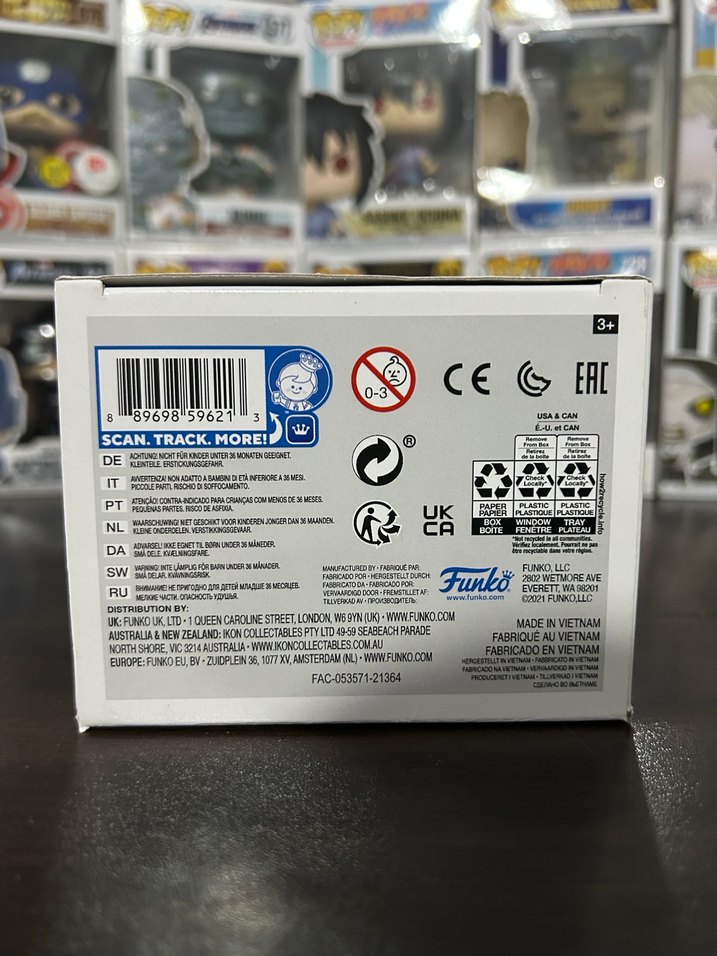 3+
8 89698 59621 3
SCAN. TRACK. MORE!
0-3
CE
EAC
®
UK
CA
USA & CAN
É.-U. et CAN
Remove From Box
Retirez de la boîte
Remove From Box
Retirez de la boîte
Check Locally*
Check Locally*
PAPER
PAPIER
BOX
BOÎTE
PLASTIC
PLASTIQUE
WINDOW
FENÊTRE
PLASTIC
PLASTIQUE
TRAY
PLATEAU
how2recycle.info
*Not recycled in all communities.
Vérifiez localement. Pourrait ne pas
être recyclable dans votre région.
DE ACHTUNG! NICHT FÜR KINDER UNTER 36 MONATEN GEEIGNET.
KLEINTEILE. ERSTICKUNGSGEFAHR.
IT AVVERTENZA! NON ADATTO A BAMBINI DI ETÀ INFERIORE A 36 MESI.
PICCOLE PARTI. RISCHIO DI SOFFOCAMENTO.
PT ATENÇÃO! CONTRA-INDICADO PARA CRIANÇAS COM MENOS DE 36 MESES.
PEQUENAS PARTES. RISCO DE ASFIXIA.
NL WAARSCHUWING! NIET GESCHIKT VOOR KINDEREN JONGER DAN 36 MAANDEN.
KLEINE ONDERDELEN. VERSTIKKINGSGEVAAR.
DA ADVARSEL! IKKE EGNET TIL BØRN UNDER 36 MÅNEDER.
SMÅ DELE. KVÆLNINGSFARE.
SW VARNING! INTE LÄMPLIG FÖR BARN UNDER 36 MÅNADER.
SMÅ DELAR. KVÄVNINGSRISK.
RU ВНИМАНИЕ! НЕ ПРИГОДНО ДЛЯ ДЕТЕЙ МЛАДШЕ 36 МЕСЯЦЕВ.
МЕЛКИЕ ЧАСТИ. ОПАСНОСТЬ УДУШЬЯ.
MANUFACTURED BY • FABRIQUÉ PAR:
FABRICADO POR • HERGESTELLT DURCH:
FABBRICATO DA • FABRICADO POR:
VERVAARDIGD DOOR • FREMSTILLET AF:
TILLVERKAD AV • ПРОИЗВОДИТЕЛЬ:
Funko®
www.funko.com
FUNKO, LLC
2802 WETMORE AVE
EVERETT, WA 98201
©2021 FUNKO,LLC
DISTRIBUTION BY:
UK: FUNKO UK, LTD • 1 QUEEN CAROLINE STREET, LONDON, W6 9YN (UK) • WWW.FUNKO.COM
AUSTRALIA & NEW ZEALAND: IKON COLLECTABLES PTY LTD 49-59 SEABEACH PARADE
NORTH SHORE, VIC 3214 AUSTRALIA • WWW.IKONCOLLECTABLES.COM.AU
EUROPE: FUNKO EU, BV • ZUIDPLEIN 36, 1077 XV, AMSTERDAM (NL) • WWW.FUNKO.COM
FAC-053571-21364
MADE IN VIETNAM
FABRIQUÉ AU VIETNAM
FABRICADO EN VIETNAM
HERGESTELLT IN VIETNAM • FABBRICATO IN VIETNAM
FABRICADO NA VIETNAM • VERVAARDIGD IN VIETNAM
PRODUCERET I VIETNAM • TILLVERKAD I VIETNAM
СДЕЛАНО ВО ВЬЕТНАМЕ